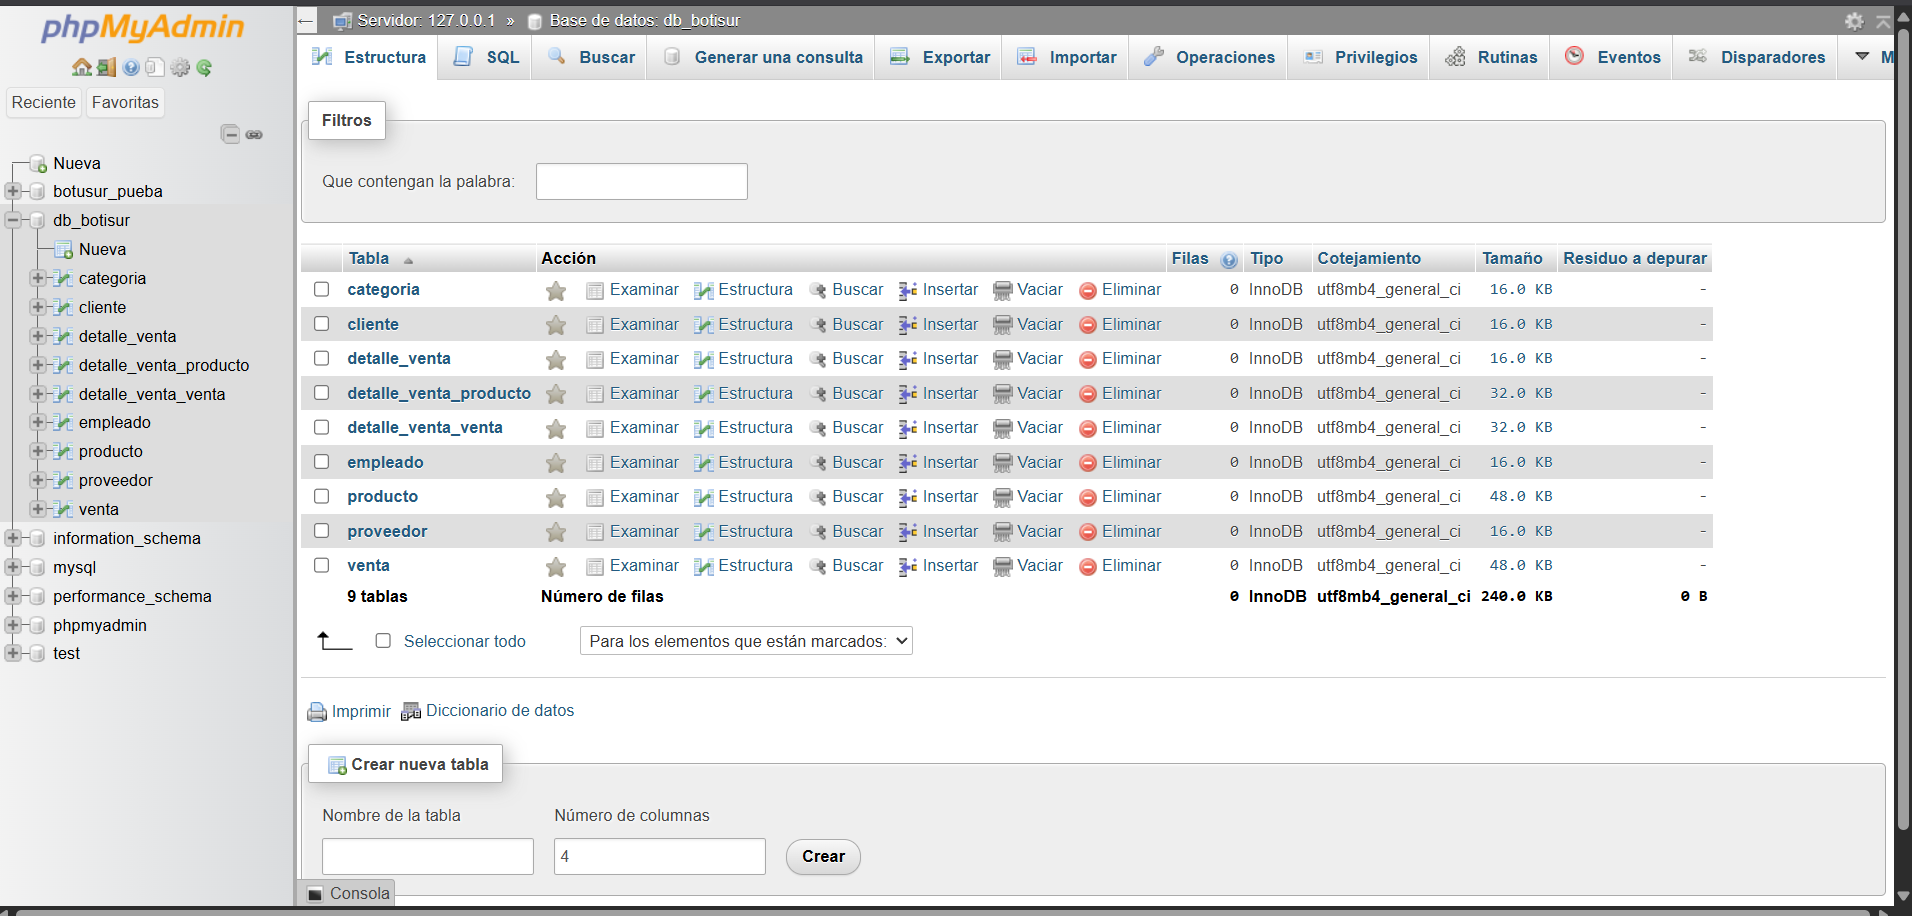 phpMyAdmin
Reciente Favoritas
Nueva
botusur_pueba
db_botisur
Nueva
categoria
cliente
detalle_venta
detalle_venta_producto
detalle_venta_venta
empleado
producto
proveedor
venta
information_schema
mysql
performance_schema
phpmyadmin
test
Servidor: 127.0.0.1 » Base de datos: db_botisur
Estructura SQL Buscar Generar una consulta Exportar Importar Operaciones Privilegios Rutinas Eventos Disparadores M
Filtros
Que contengan la palabra:
Tabla Acción Filas Tipo Cotejamiento Tamaño Residuo a depurar
categoria Examinar Estructura Buscar Insertar Vaciar Eliminar 0 InnoDB utf8mb4_general_ci 16.0 KB -
cliente Examinar Estructura Buscar Insertar Vaciar Eliminar 0 InnoDB utf8mb4_general_ci 16.0 KB -
detalle_venta Examinar Estructura Buscar Insertar Vaciar Eliminar 0 InnoDB utf8mb4_general_ci 16.0 KB -
detalle_venta_producto Examinar Estructura Buscar Insertar Vaciar Eliminar 0 InnoDB utf8mb4_general_ci 32.0 KB -
detalle_venta_venta Examinar Estructura Buscar Insertar Vaciar Eliminar 0 InnoDB utf8mb4_general_ci 32.0 KB -
empleado Examinar Estructura Buscar Insertar Vaciar Eliminar 0 InnoDB utf8mb4_general_ci 16.0 KB -
producto Examinar Estructura Buscar Insertar Vaciar Eliminar 0 InnoDB utf8mb4_general_ci 48.0 KB -
proveedor Examinar Estructura Buscar Insertar Vaciar Eliminar 0 InnoDB utf8mb4_general_ci 16.0 KB -
venta Examinar Estructura Buscar Insertar Vaciar Eliminar 0 InnoDB utf8mb4_general_ci 48.0 KB -
9 tablas Número de filas 0 InnoDB utf8mb4_general_ci 240.0 KB 0 B
Seleccionar todo Para los elementos que están marcados:
Imprimir Diccionario de datos
Crear nueva tabla
Nombre de la tabla Número de columnas
4 Crear
Consola